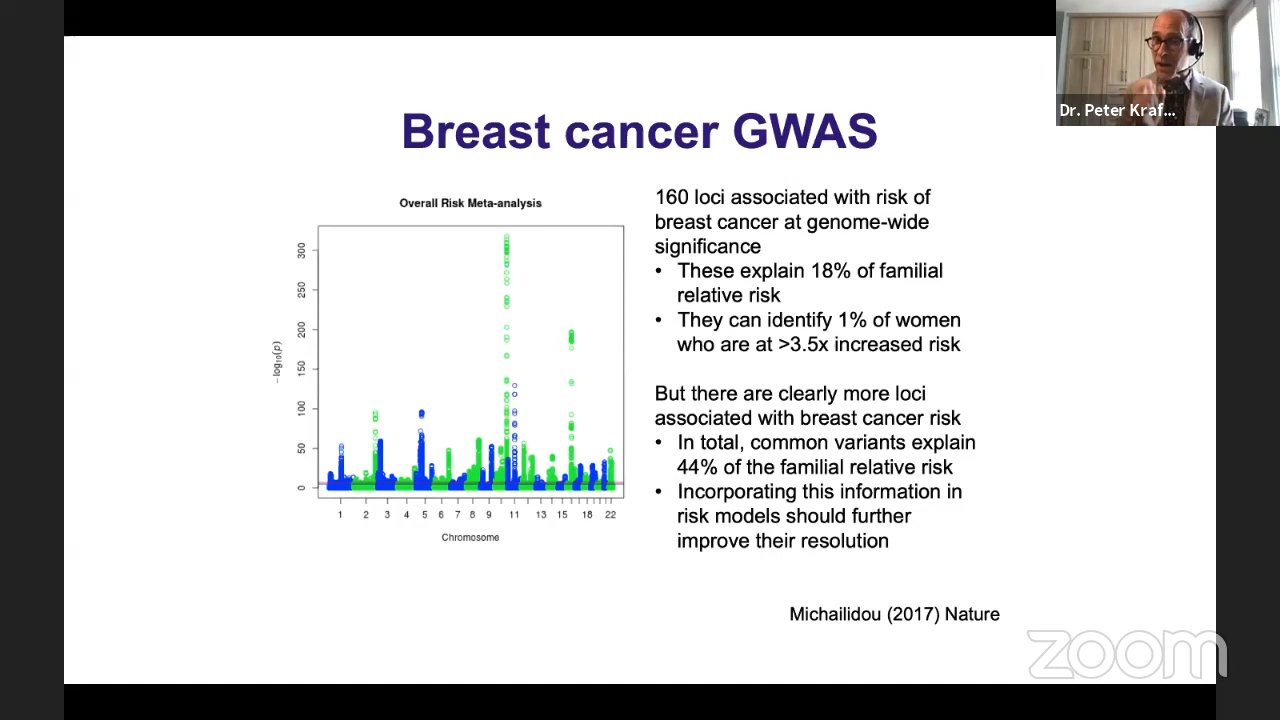 Dr. Peter Kraf...
Breast cancer GWAS
Overall Risk Meta-analysis
300
250
200
150
100
50
0
−log10(p)
1 2 3 4 5 6 7 8 9 11 13 15 18 22
Chromosome
160 loci associated with risk of
breast cancer at genome-wide
significance
• These explain 18% of familial
relative risk
• They can identify 1% of women
who are at >3.5x increased risk
But there are clearly more loci
associated with breast cancer risk
• In total, common variants explain
44% of the familial relative risk
• Incorporating this information in
risk models should further
improve their resolution
Michailidou (2017) Nature
zoom